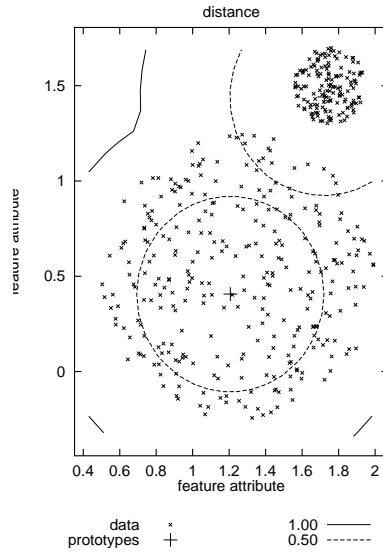 distance
1.5
1
0.5
0
feature attribute
0.4 0.6 0.8 1 1.2 1.4 1.6 1.8 2
feature attribute
data 1.00
prototypes 0.50